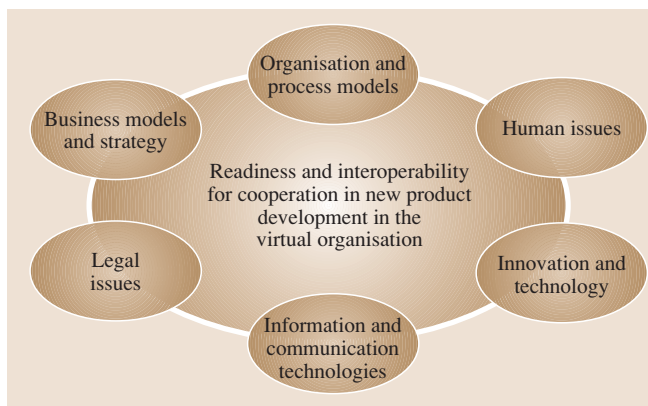 Organisation and
process models
Business models
and strategy
Human issues
Readiness and interoperability
for cooperation in new product
development in the
virtual organisation
Legal
issues
Innovation and
technology
Information and
communication
technologies